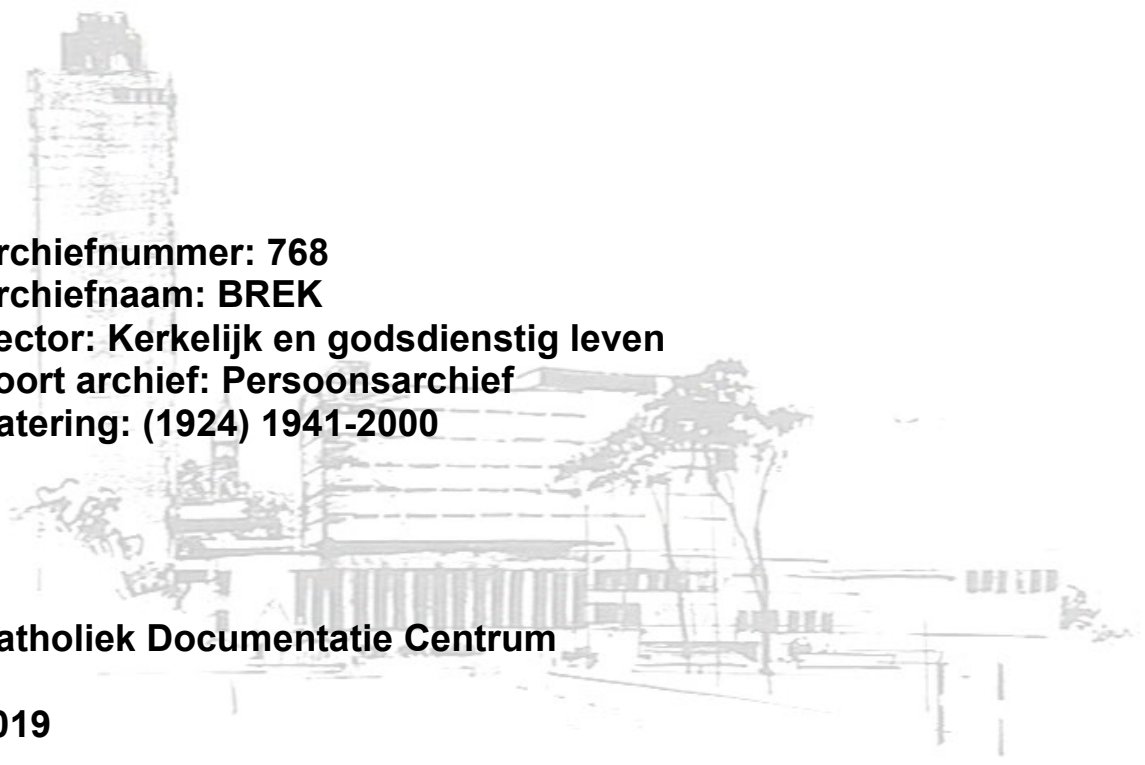 rchiefnummer: 768
rchiefnaam: BREK
ector: Kerkelijk en godsdienstig leven
oort archief: Persoonsarchief
atering: (1924) 1941-2000
atholiek Documentatie Centrum
019